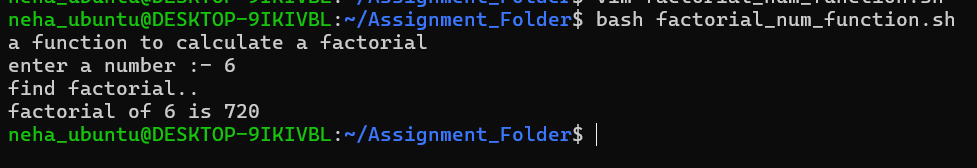 neha_ubuntu@DESKTOP-9IKIVBL:~/Assignment_Folder$ vim factorial_num_function.sh
neha_ubuntu@DESKTOP-9IKIVBL:~/Assignment_Folder$ bash factorial_num_function.sh
a function to calculate a factorial
enter a number :- 6
find factorial..
factorial of 6 is 720
neha_ubuntu@DESKTOP-9IKIVBL:~/Assignment_Folder$